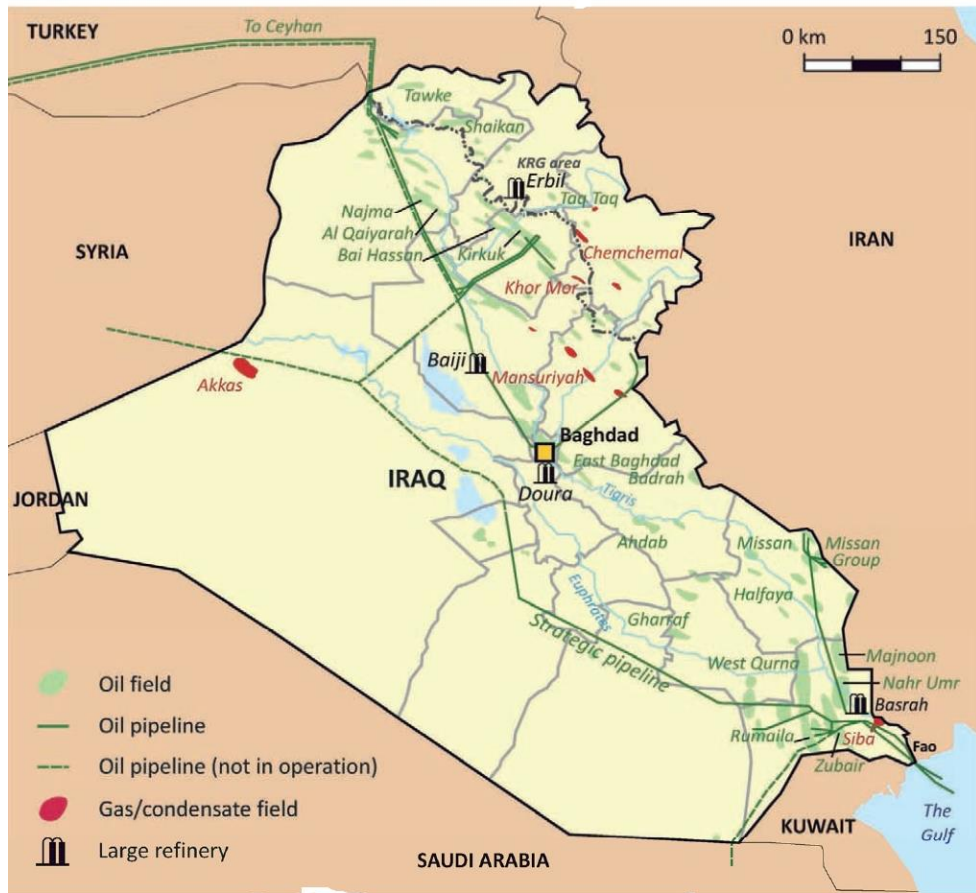 TURKEY
To Ceyhan
0 km 150
Tawke
Shaikan
KRG area
Erbil
Taq Taq
Najma
Al Qaiyarah
Bai Hassan
Kirkuk
Chemchemal
SYRIA
IRAN
Khor Mor
Baiji
Mansuriyah
Akkas
Baghdad
IRAQ
East Baghdad
Badrah
JORDAN
Doura
Tigris
Ahdab
Missan
Missan
Group
Euphrates
Halfaya
Gharraf
Strategic pipeline
West Qurna
Majnoon
Nahr Umr
Basrah
Rumaila
Siba
Fao
Zubair
KUWAIT
The
Gulf
SAUDI ARABIA
Oil field
Oil pipeline
Oil pipeline (not in operation)
Gas/condensate field
Large refinery